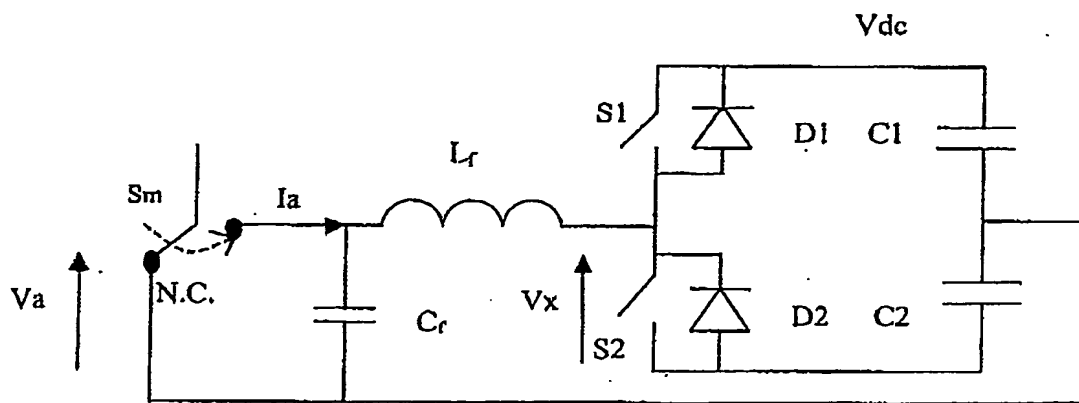 Vdc
S1
D1
C1
Lf
Sm
Ia
Va
N.C.
Cf
Vx
S2
D2
C2